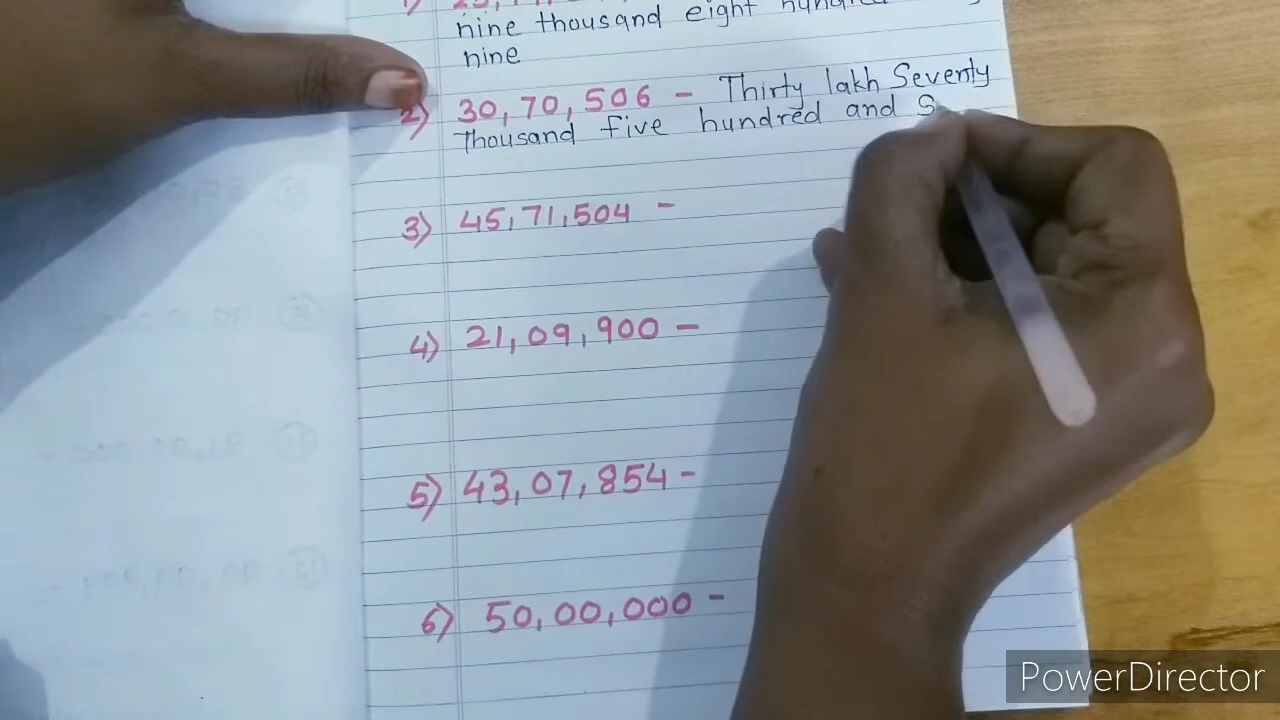 nine thousand eight hundred
nine
2) 30,70,506 - Thirty lakh Seventy
Thousand five hundred and S
3) 45,71,504 -
4) 21,09,900 -
5) 43,07,854 -
6) 50,00,000 -
PowerDirector